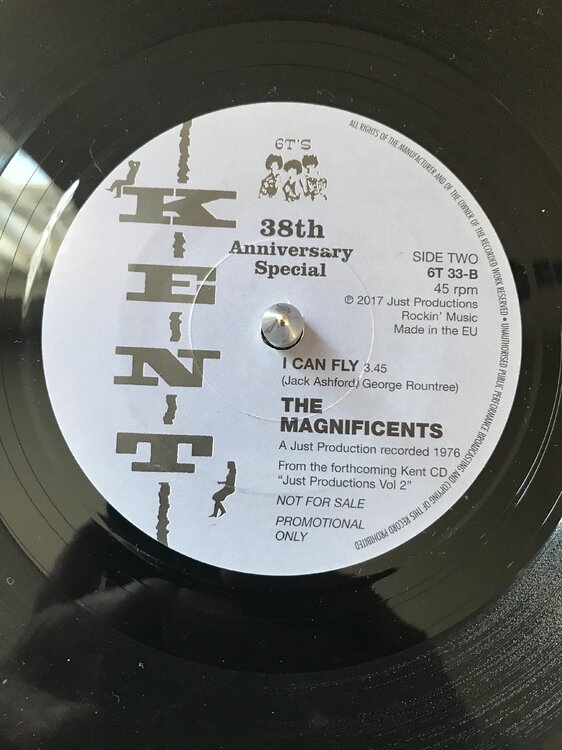 6T'S
KENT
38th
Anniversary
Special
SIDE TWO
6T 33-B
45 rpm
℗ 2017 Just Productions
Rockin' Music
Made in the EU
I CAN FLY 3.45
(Jack Ashford/ George Rountree)
THE
MAGNIFICENTS
A Just Production recorded 1976
From the forthcoming Kent CD
“Just Productions Vol 2”
NOT FOR SALE
PROMOTIONAL
ONLY
ALL RIGHTS OF THE MANUFACTURER AND OF THE OWNER OF THE RECORDED WORK RESERVED • UNAUTHORISED PUBLIC PERFORMANCE BROADCASTING AND COPYING OF THIS RECORD PROHIBITED